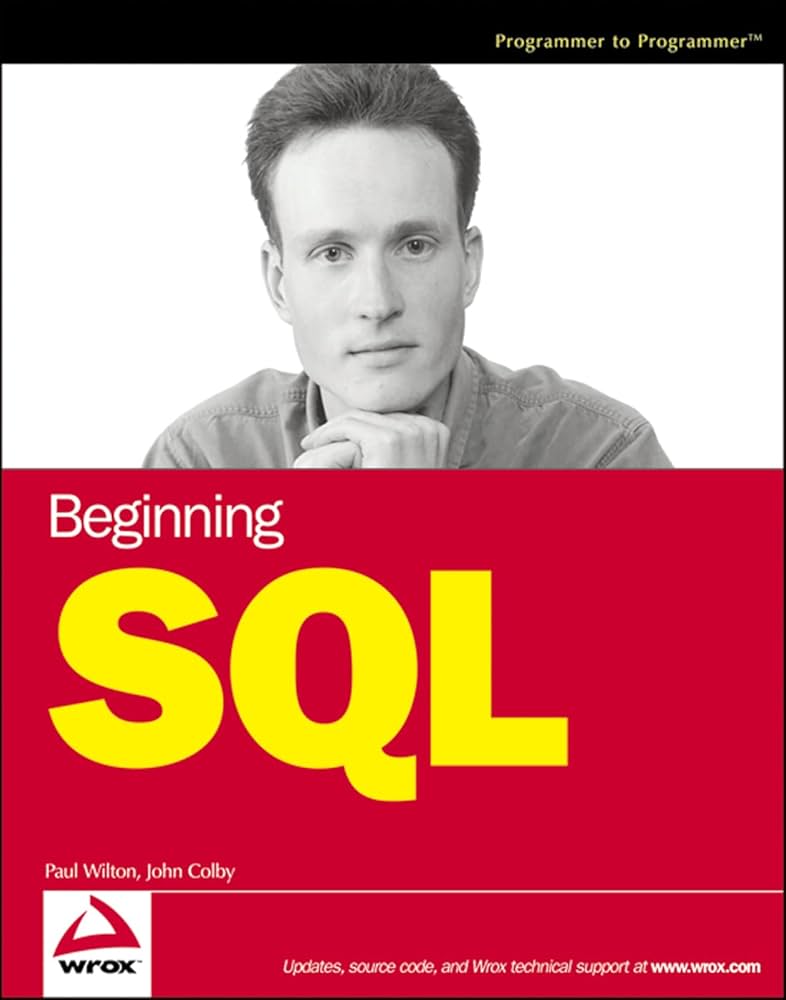 Programmer to Programmer™
Beginning
SQL
Paul Wilton, John Colby
wrox™
Updates, source code, and Wrox technical support at www.wrox.com